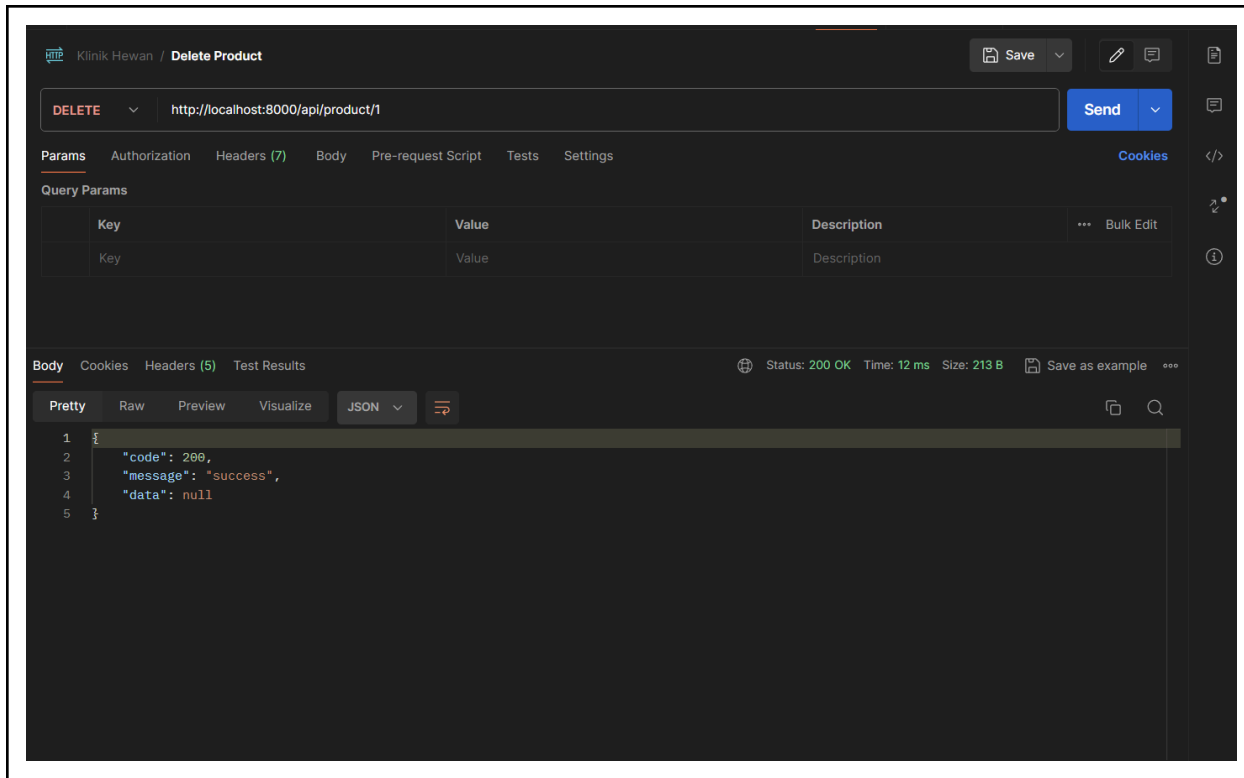 HTTP Klinik Hewan / Delete Product Save
DELETE http://localhost:8000/api/product/1 Send
Params Authorization Headers (7) Body Pre-request Script Tests Settings Cookies
Query Params
Key Value Description Bulk Edit
Key Value Description
Body Cookies Headers (5) Test Results Status: 200 OK Time: 12 ms Size: 213 B Save as example
Pretty Raw Preview Visualize JSON
1 {
2 "code": 200,
3 "message": "success",
4 "data": null
5 }